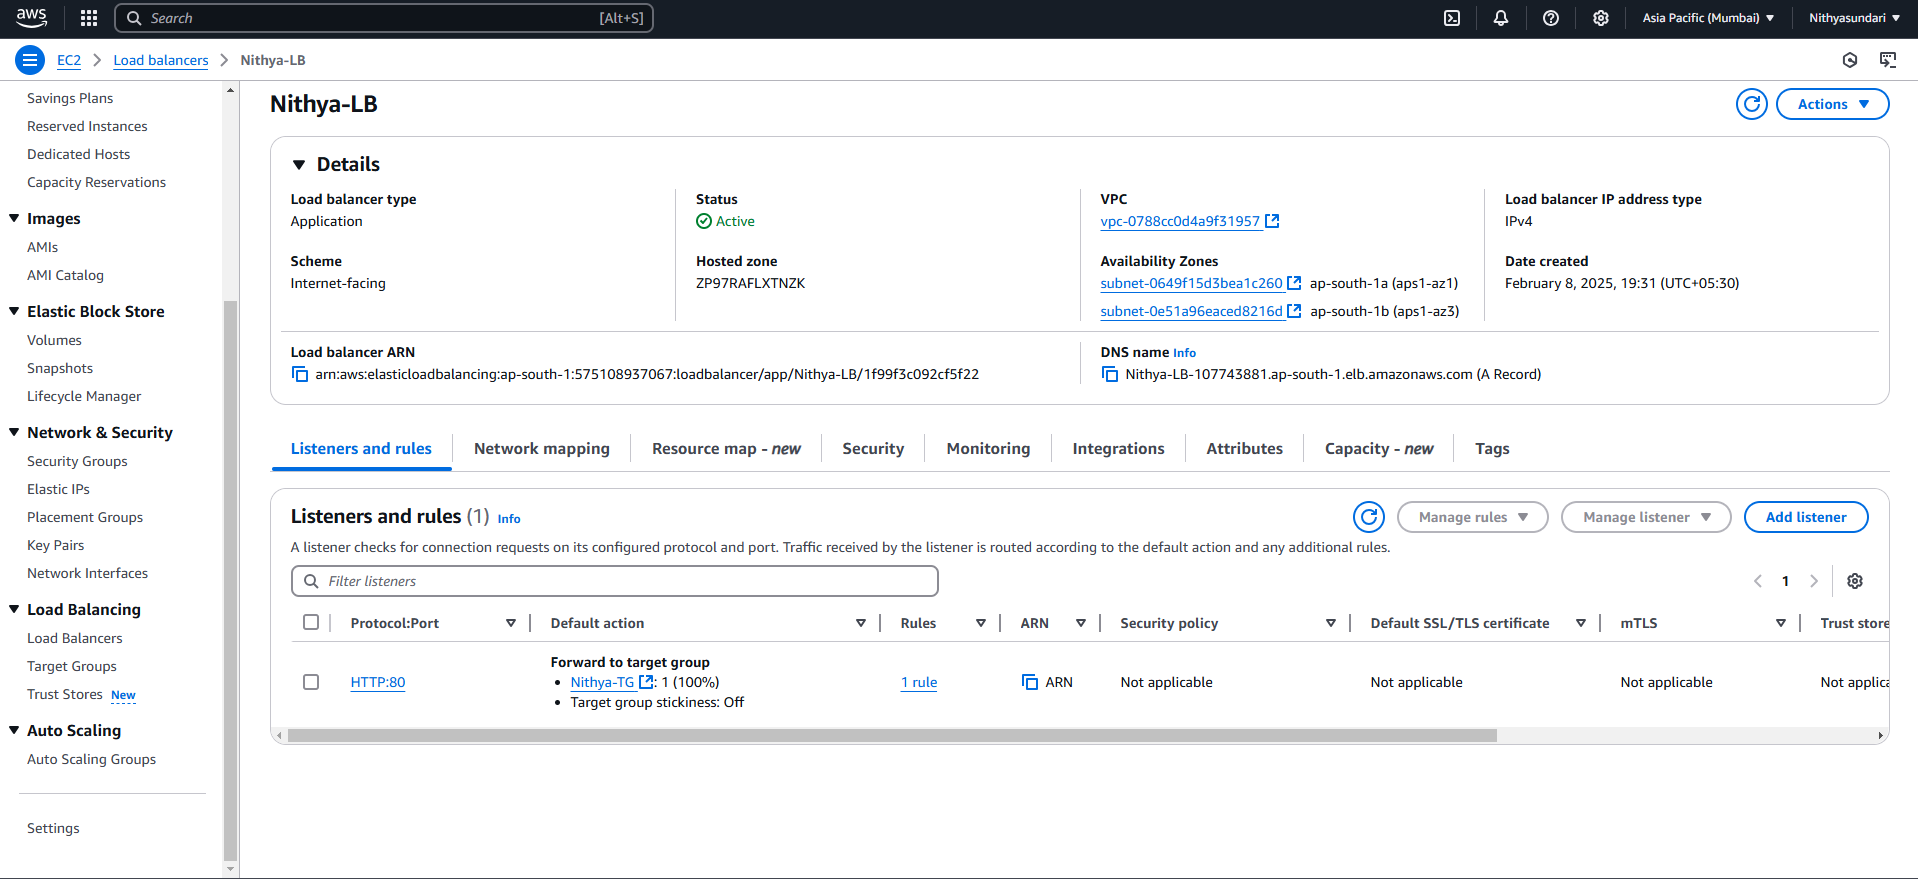 aws
Search [Alt+S]
Asia Pacific (Mumbai)
Nithyasundari
EC2
Load balancers
Nithya-LB
Savings Plans
Reserved Instances
Dedicated Hosts
Capacity Reservations
Images
AMIs
AMI Catalog
Elastic Block Store
Volumes
Snapshots
Lifecycle Manager
Network & Security
Security Groups
Elastic IPs
Placement Groups
Key Pairs
Network Interfaces
Load Balancing
Load Balancers
Target Groups
Trust Stores New
Auto Scaling
Auto Scaling Groups
Settings
Nithya-LB
Actions
Details
Load balancer type
Application
Status
Active
VPC
vpc-0788cc0d4a9f31957
Load balancer IP address type
IPv4
Scheme
Internet-facing
Hosted zone
ZP97RAFLXTNZK
Availability Zones
subnet-0649f15d3bea1c260 ap-south-1a (aps1-az1)
subnet-0e51a96eaced8216d ap-south-1b (aps1-az3)
Date created
February 8, 2025, 19:31 (UTC+05:30)
Load balancer ARN
arn:aws:elasticloadbalancing:ap-south-1:575108937067:loadbalancer/app/Nithya-LB/1f99f3c092cf5f22
DNS name Info
Nithya-LB-107743881.ap-south-1.elb.amazonaws.com (A Record)
Listeners and rules
Network mapping
Resource map - new
Security
Monitoring
Integrations
Attributes
Capacity - new
Tags
Listeners and rules (1) Info
Manage rules
Manage listener
Add listener
A listener checks for connection requests on its configured protocol and port. Traffic received by the listener is routed according to the default action and any additional rules.
Filter listeners
1
Protocol:Port
Default action
Rules
ARN
Security policy
Default SSL/TLS certificate
mTLS
Trust store
HTTP:80
Forward to target group
• Nithya-TG : 1 (100%)
• Target group stickiness: Off
1 rule
ARN
Not applicable
Not applicable
Not applicable
Not applica